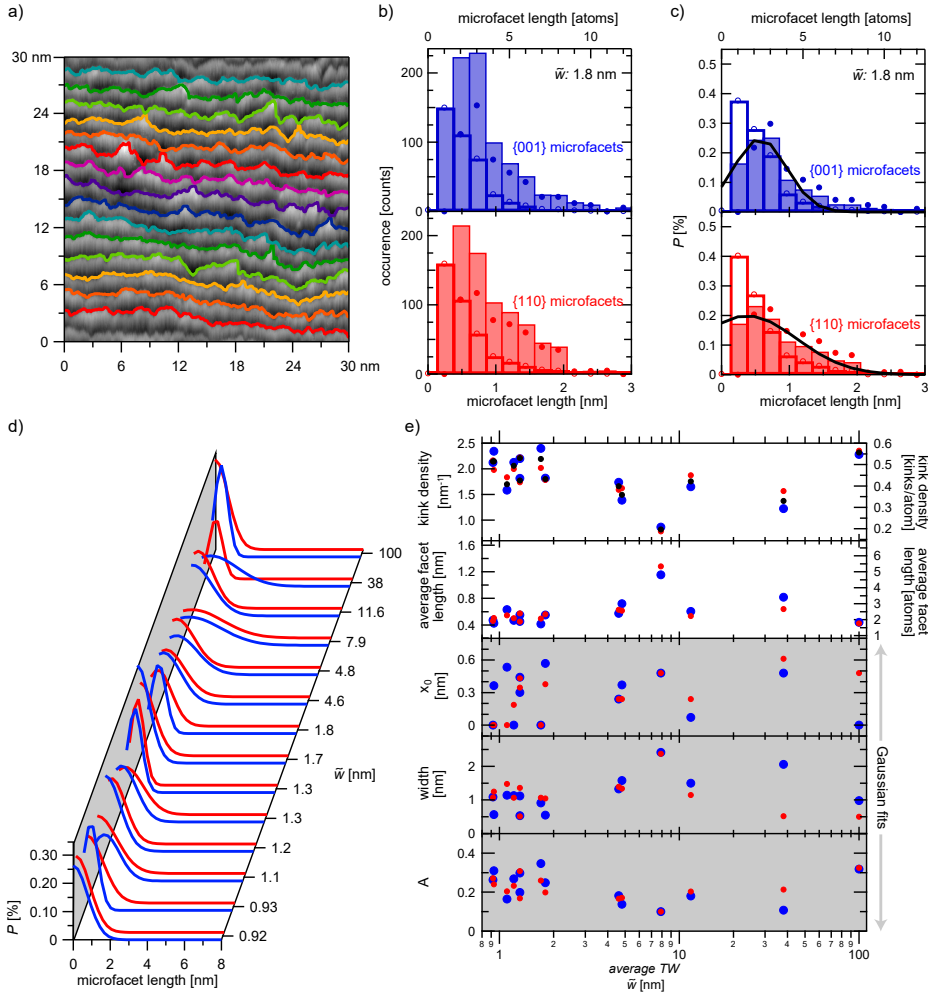 a)
30 nm
24
18
12
6
0
0
6
12
18
24
30 nm
b)
microfacet length [atoms]
0
5
10
w̃: 1.8 nm
{001} microfacets
200
100
0
occurence [counts]
{110} microfacets
200
100
0
0
1
2
3
microfacet length [nm]
c)
microfacet length [atoms]
0
5
10
w̃: 1.8 nm
{001} microfacets
0.5
0.4
0.3
0.2
0.1
0
P [%]
{110} microfacets
0.5
0.4
0.3
0.2
0.1
0
0
1
2
3
microfacet length [nm]
d)
100
38
11.6
7.9
4.8
4.6
1.8
1.7
w̃ [nm]
1.3
1.3
1.2
1.1
0.93
0.92
0.30
0.20
0.10
0
P [%]
0
2
4
6
8
microfacet length [nm]
e)
kink density
[nm⁻¹]
2.5
2.0
1.5
1.0
0.6
0.5
0.4
0.3
0.2
kink density
[kinks/atom]
average facet
length [nm]
1.6
1.2
0.8
0.4
6
5
4
3
2
1
average facet
length [atoms]
x₀
[nm]
0.6
0.3
0
width
[nm]
2
1
0
A
0.4
0.2
0
Gaussian fits
8 9 2 3 4 5 6 7 8 9 2 3 4 5 6 7 8 9
1 10 100
average TW
w̃ [nm]